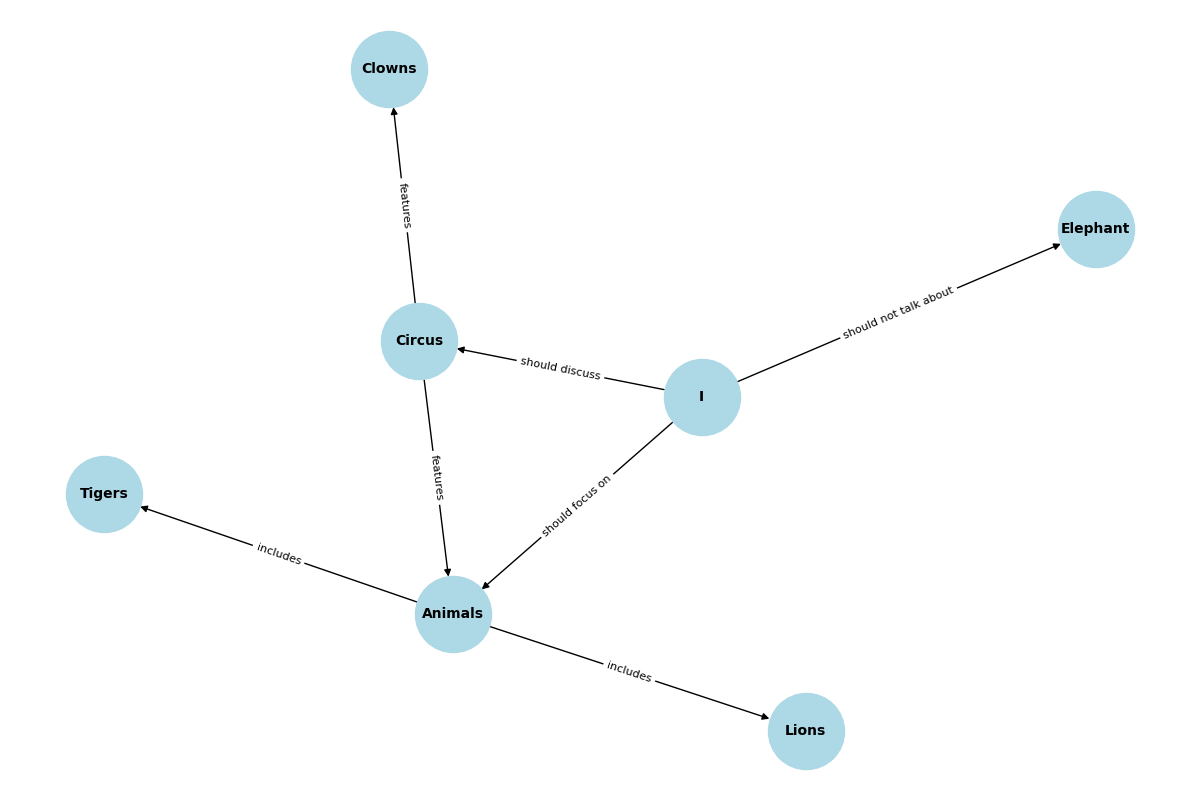 Clowns
features
Elephant
should not talk about
Circus
should discuss
I
features
should focus on
Tigers
includes
Animals
includes
Lions